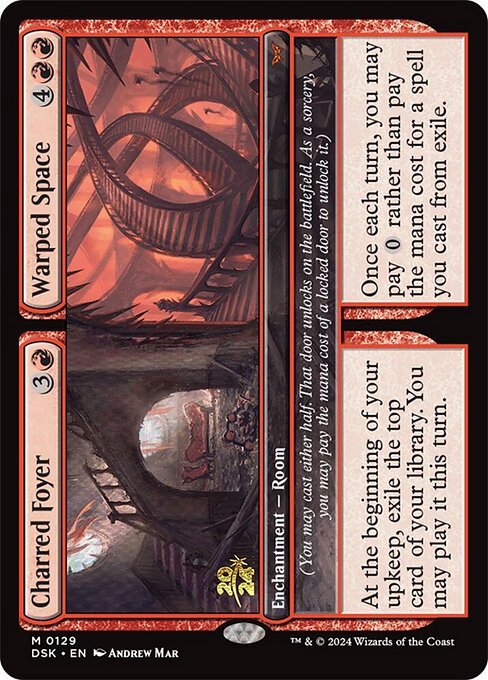 Charred Foyer 3
At the beginning of your
upkeep, exile the top
card of your library. You
may play it this turn.
Warped Space 4
Once each turn, you may
pay 0 rather than pay
the mana cost for a spell
you cast from exile.
Enchantment — Room
(You may cast either half. That door unlocks on the battlefield. As a sorcery,
you may pay the mana cost of a locked door to unlock it.)
2024
M 0129
DSK • EN ANDREW MAR
™ & © 2024 Wizards of the Coast